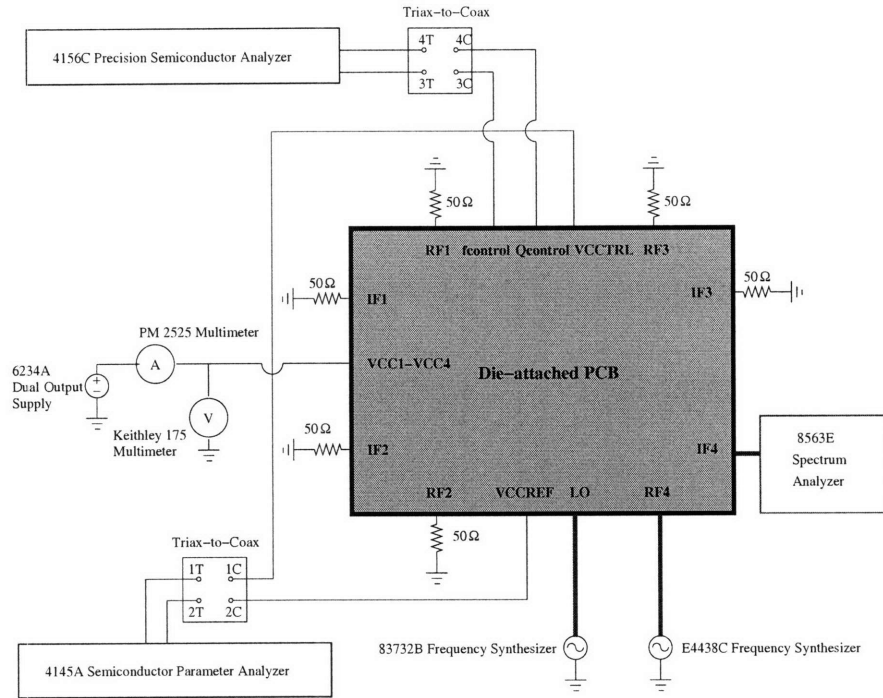 Triax-to-Coax
4T 4C
4156C Precision Semiconductor Analyzer
3T 3C
50Ω
50Ω
RF1 fcontrol Qcontrol VCCTRL RF3
50Ω
IF1
IF3
50Ω
PM 2525 Multimeter
6234A
Dual Output
Supply
A
VCC1-VCC4
Die-attached PCB
V
Keithley 175
Multimeter
50Ω
IF2
IF4
8563E
Spectrum
Analyzer
RF2 VCCREF LO RF4
50Ω
Triax-to-Coax
1T 1C
2T 2C
83732B Frequency Synthesizer
E4438C Frequency Synthesizer
4145A Semiconductor Parameter Analyzer